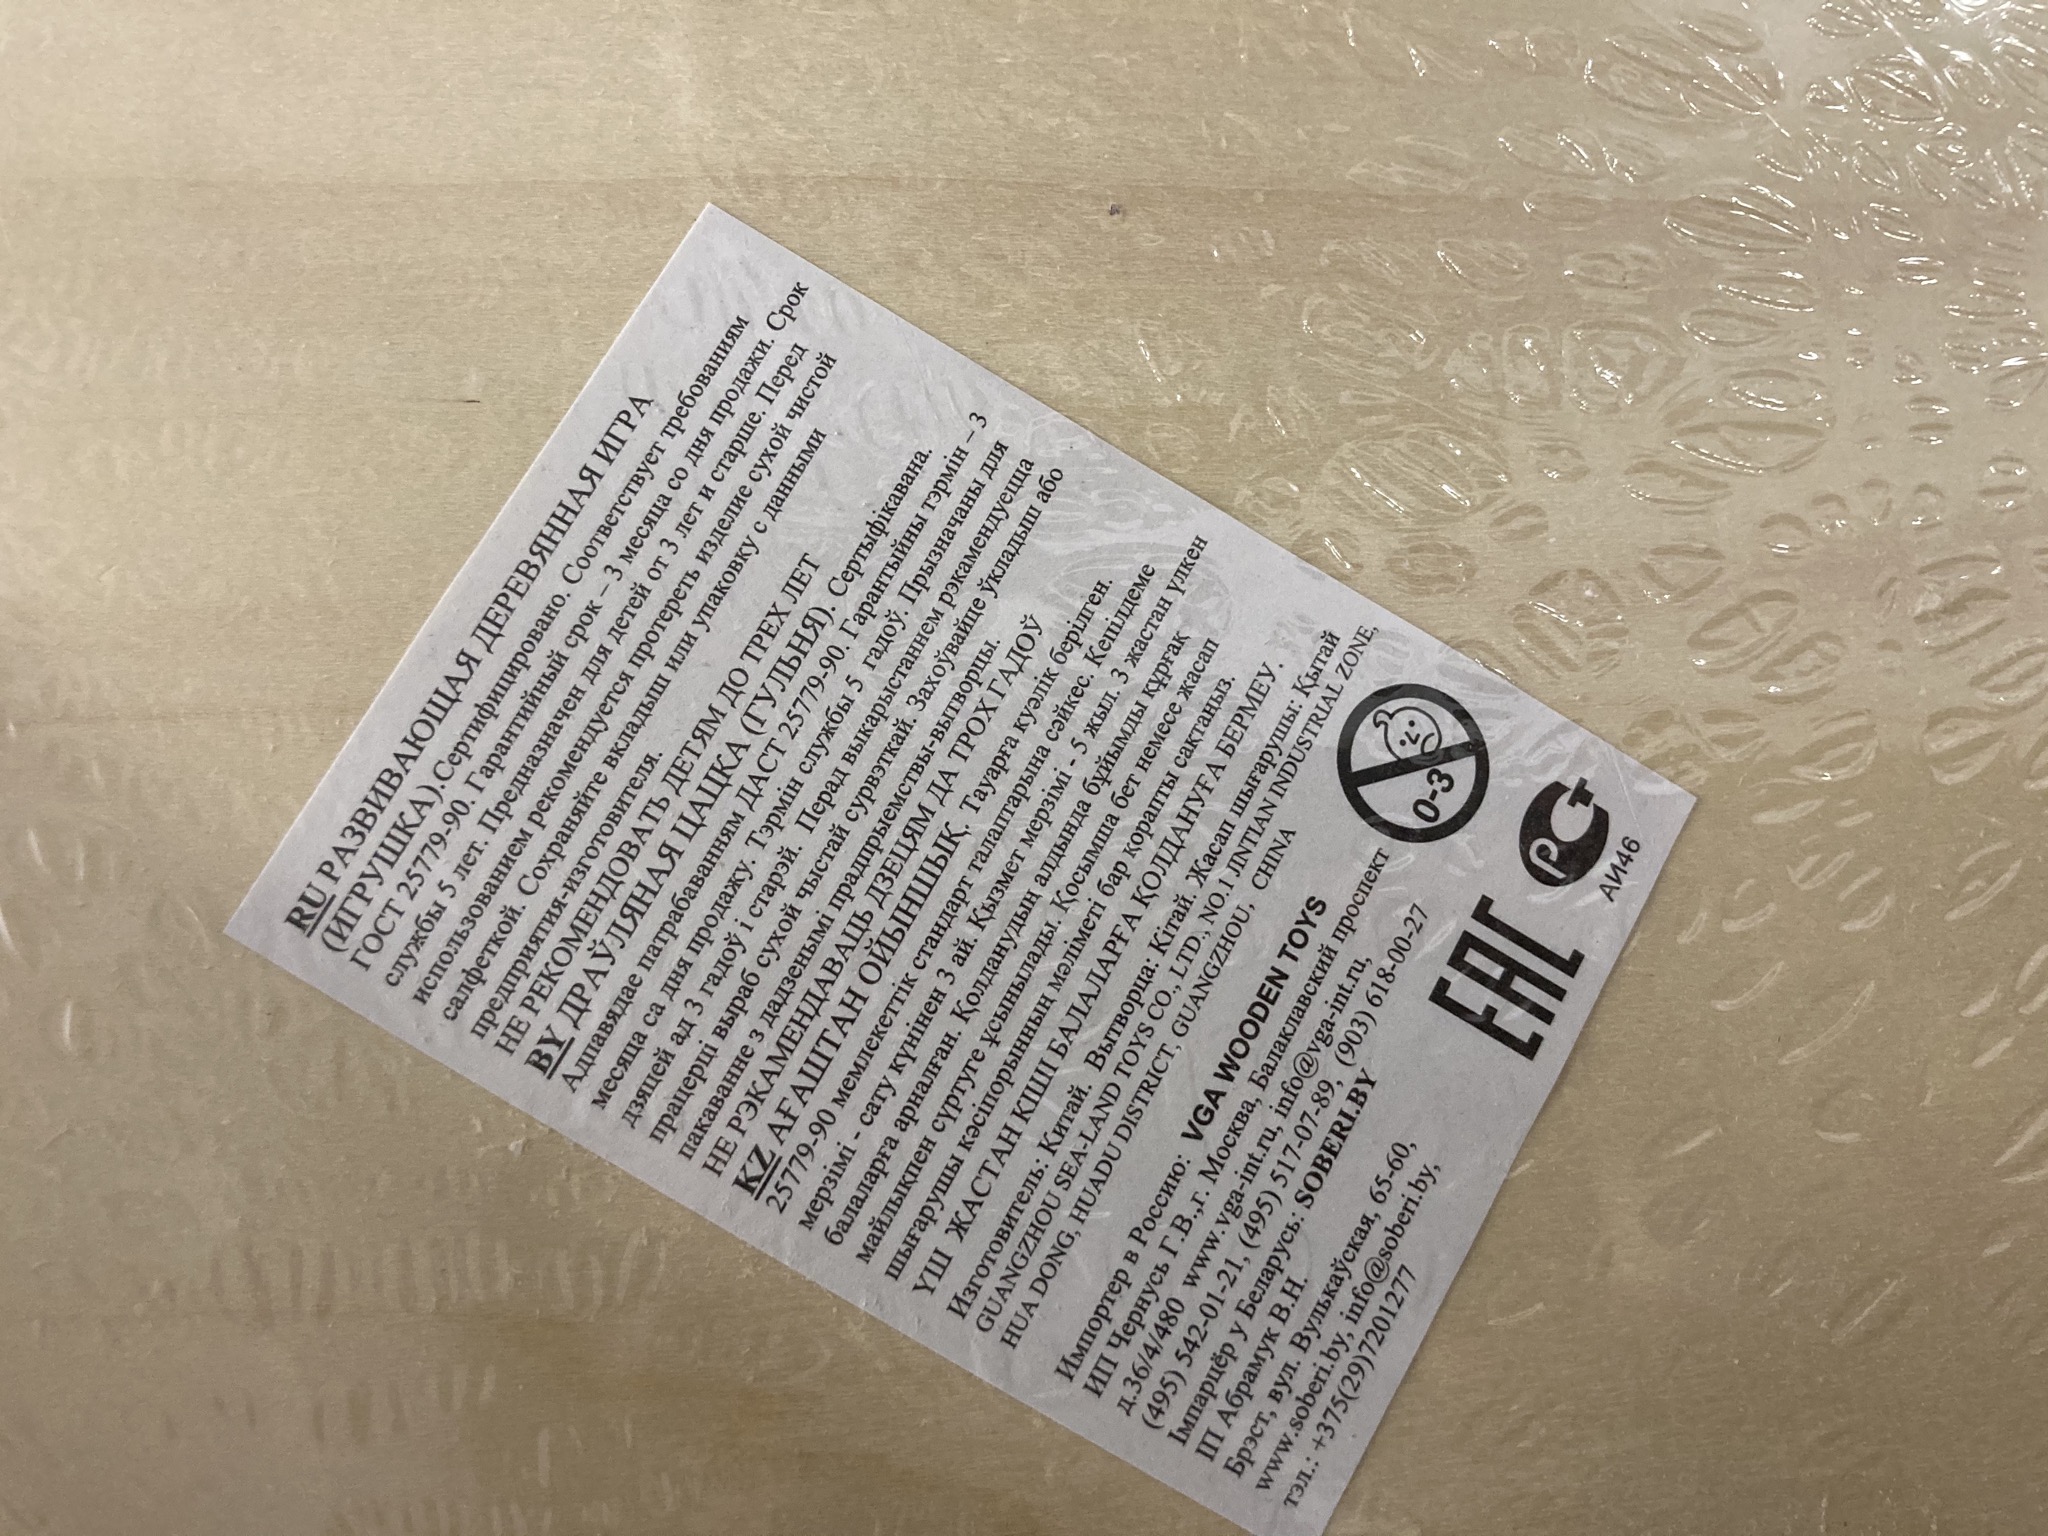 RU РАЗВИВАЮЩАЯ ДЕРЕВЯННАЯ ИГРА
(ИГРУШКА).Сертифицировано. Соответствует требованиям
ГОСТ 25779-90. Гарантийный срок – 3 месяца со дня продажи. Срок
службы 5 лет. Предназначен для детей от 3 лет и старше. Перед
использованием рекомендуется протереть изделие сухой чистой
салфеткой. Сохраняйте вкладыш или упаковку с данными
предприятия-изготовителя.
НЕ РЕКОМЕНДОВАТЬ ДЕТЯМ ДО ТРЕХ ЛЕТ
BY ДРАЎЛЯНАЯ ЦАЦКА (ГУЛЬНЯ). Сертыфікавана.
Адпавядае патрабаванням ДАСТ 25779-90. Гарантыйны тэрмін – 3
месяца са дня продажу. Тэрмін службы 5 гадоў. Прызначаны для
дзяцей ад 3 гадоў і старэй. Перад выкарыстаннем рэкамендуецца
працерці выраб сухой чыстай сурвэткай. Захоўвайце ўкладыш або
пакаванне з дадзенымі прадпрыемствы-вытворцы.
НЕ РЭКАМЕНДАВАЦЬ ДЗЕЦЯМ ДА ТРОХ ГАДОЎ
KZ АҒАШТАН ОЙЫНШЫҚ. Тауарға куәлік берілген.
25779-90 мемлекеттік стандарт талаптарына сәйкес. Кепілдеме
мерзімі - сату күнінен 3 ай. Қызмет мерзімі - 5 жыл. 3 жастан үлкен
балаларға арналған. Қолданудың алдында бұйымды құрғақ
майлықпен сүртуге ұсынылады. Қосымша бет немесе жасап
шығарушы кәсіпорынның мәліметі бар қорапты сақтаңыз.
ҮШ ЖАСТАН КІШІ БАЛАЛАРҒА ҚОЛДАНУҒА БЕРМЕУ.
Изготовитель: Китай. Вытворца: Кітай. Жасап шығарушы: Қытай
GUANGZHOU SEA-LAND TOYS CO., LTD., NO.1 JINTIAN INDUSTRIAL ZONE,
HUA DONG, HUADU DISTRICT, GUANGZHOU, CHINA
Импортер в Россию: VGA WOODEN TOYS
ИП Чернусь Г.В.,г. Москва, Балаклавский проспект
д.36/4/480 www.vga-int.ru, info@vga-int.ru,
(495) 542-01-21, (495) 517-07-89, (903) 618-00-27
Імпарцёр у Беларусь: SOBERI.BY
ІП Абрамук В.Н.
Брэст, вул. Вулькаўская, 65-60,
www.soberi.by, info@soberi.by,
тэл.: +375(29)7201277
0-3
EAC
РСТ
АИ46